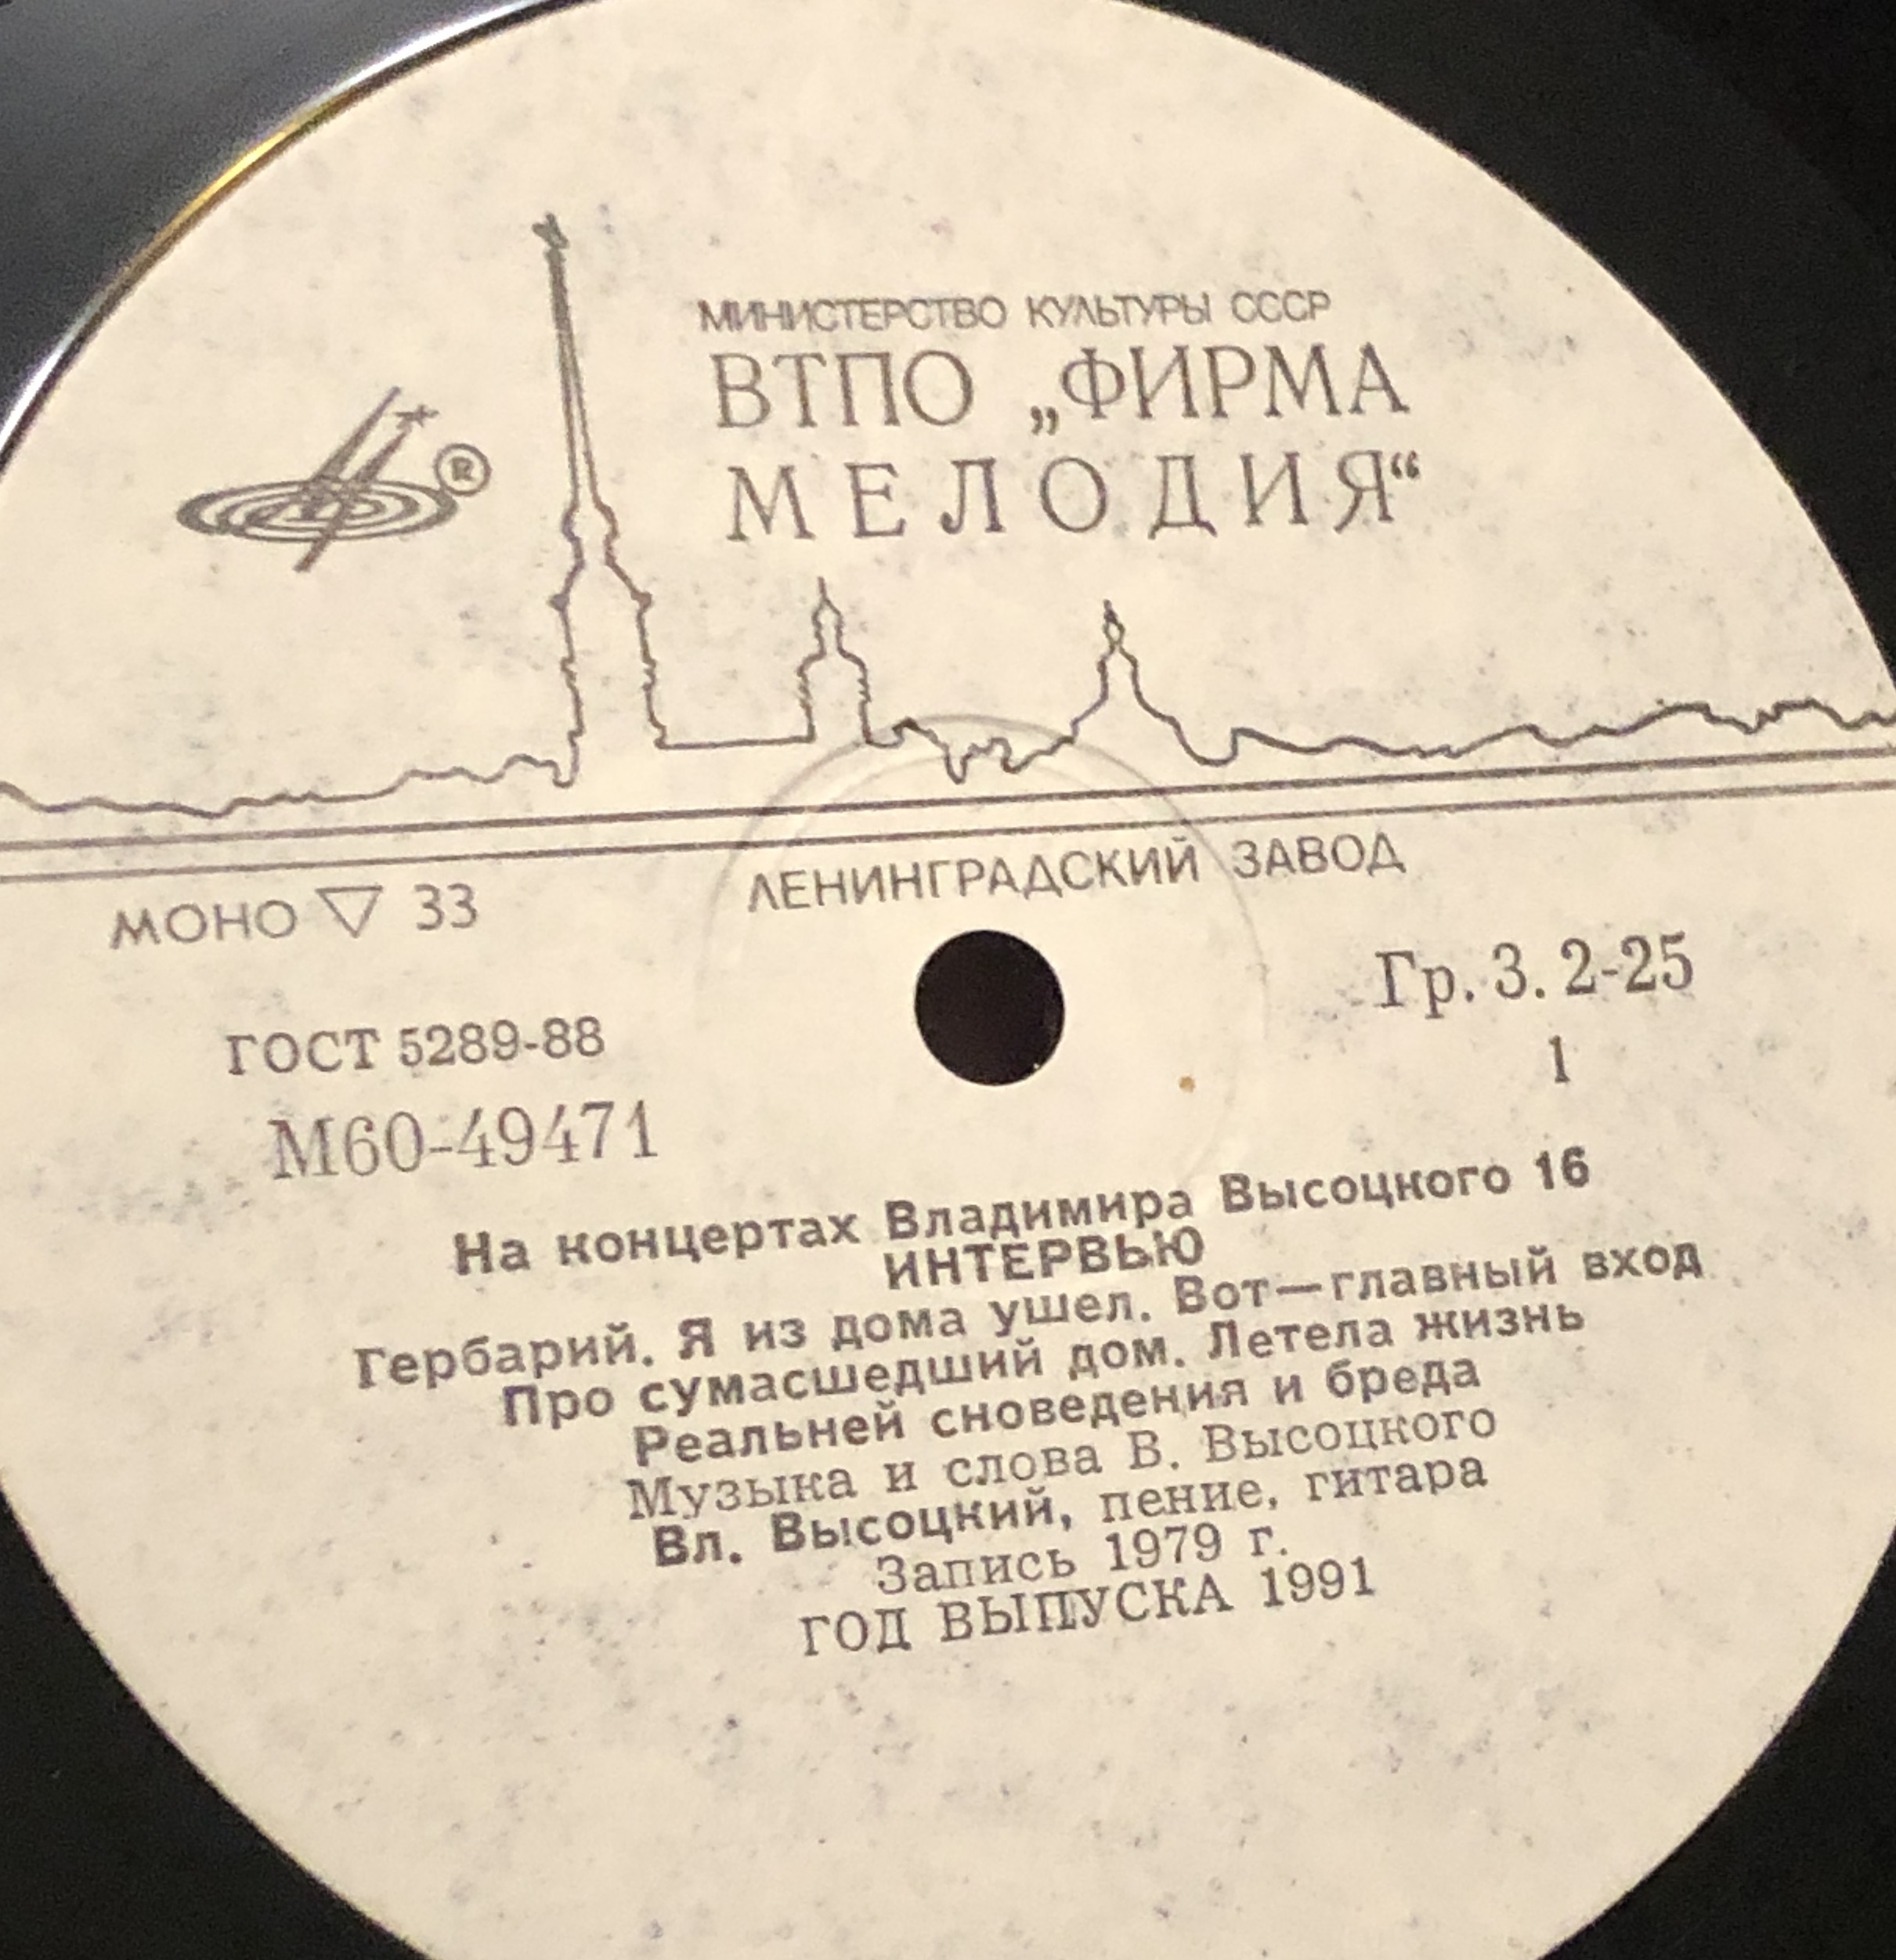 МИНИСТЕРСТВО КУЛЬТУРЫ СССР
ВТПО „ФИРМА
МЕЛОДИЯ“
®
ЛЕНИНГРАДСКИЙ ЗАВОД
МОНО ▽ 33
Гр. 3. 2-25
ГОСТ 5289-88
1
М60-49471
На концертах Владимира Высоцкого 16
ИНТЕРВЬЮ
Гербарий. Я из дома ушел. Вот—главный вход
Про сумасшедший дом. Летела жизнь
Реальней сноведения и бреда
Музыка и слова В. Высоцкого
Вл. Высоцкий, пение, гитара
Запись 1979 г.
ГОД ВЫПУСКА 1991